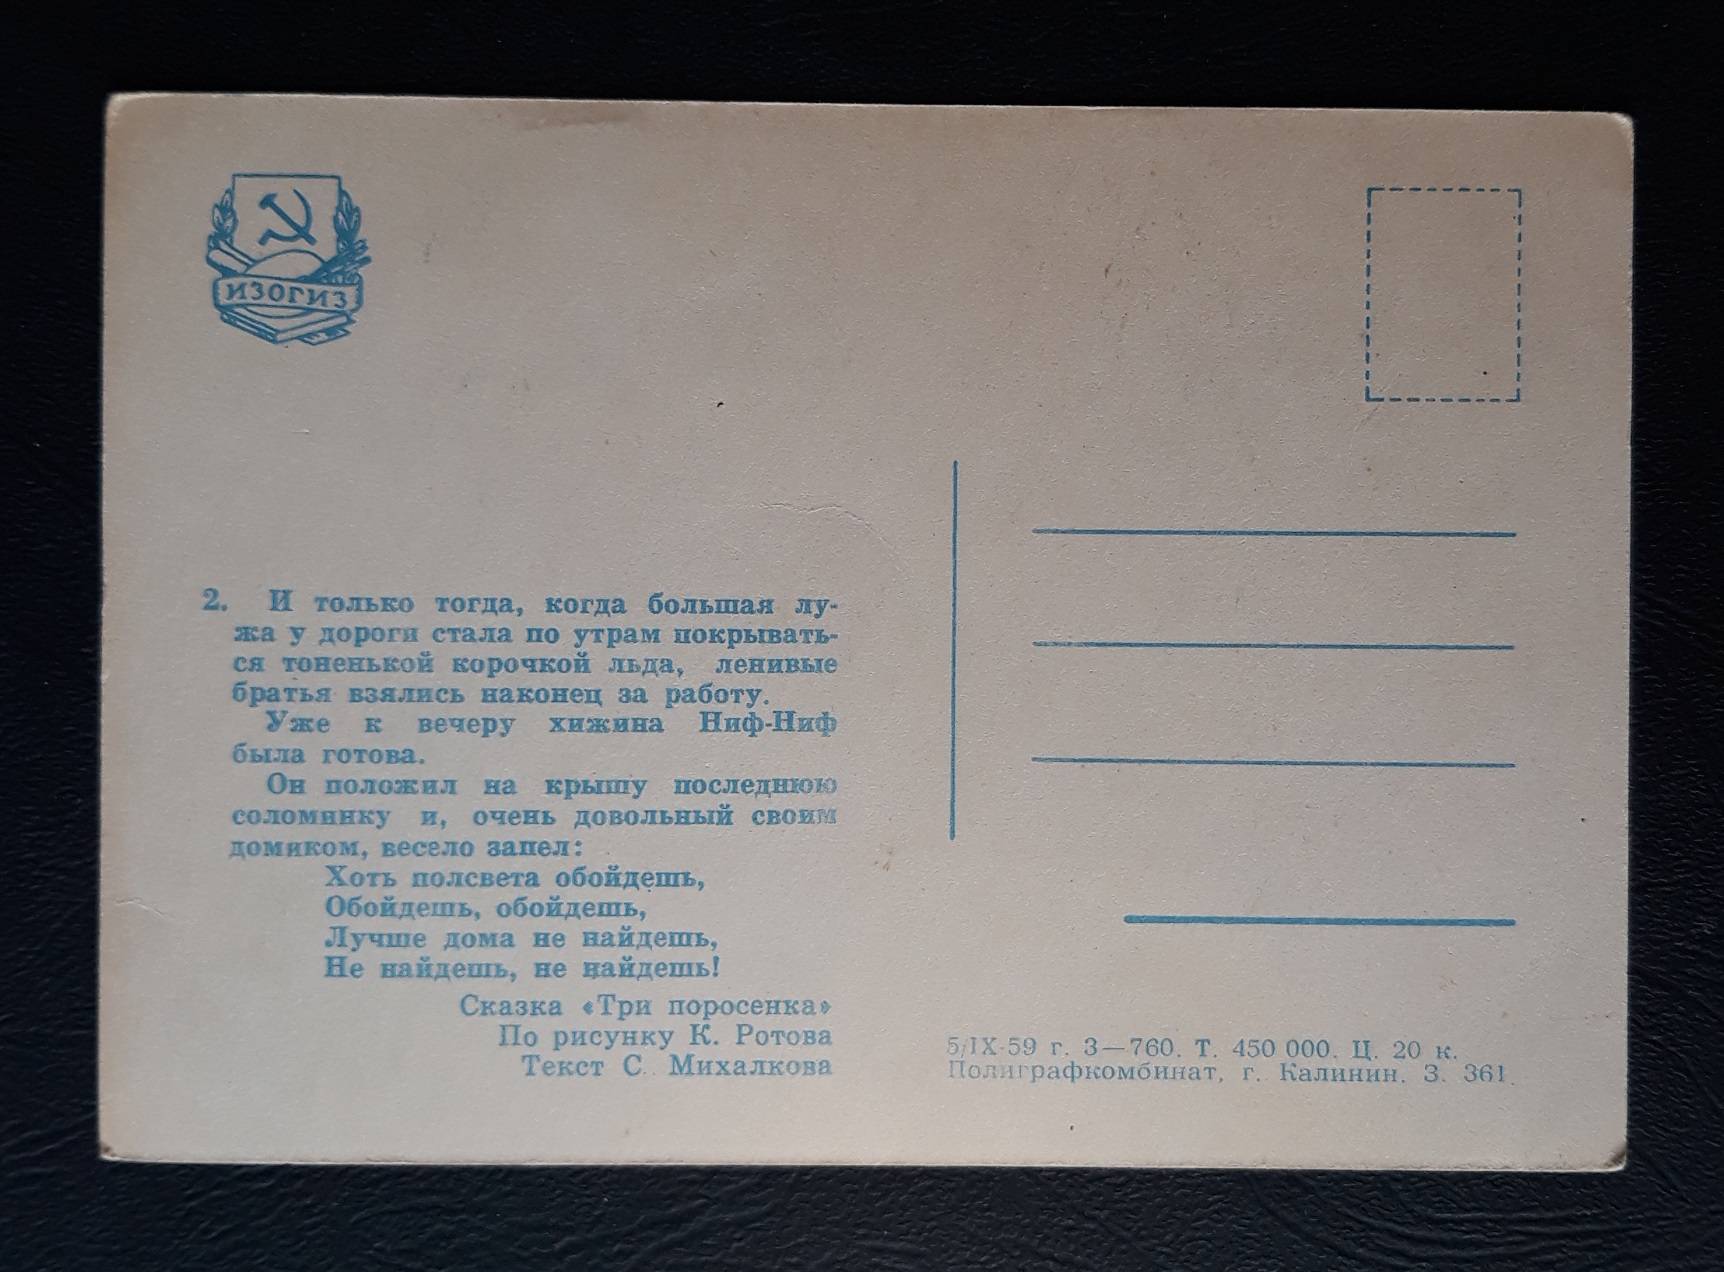 ИЗОГИЗ
2. И только тогда, когда большая лу-
жа у дороги стала по утрам покрывать-
ся тоненькой корочкой льда, ленивые
братья взялись наконец за работу.
Уже к вечеру хижина Ниф-Ниф
была готова.
Он положил на крышу последнюю
соломинку и, очень довольный своим
домиком, весело запел:
Хоть полсвета обойдешь,
Обойдешь, обойдешь,
Лучше дома не найдешь,
Не найдешь, не найдешь!
Сказка «Три поросенка»
По рисунку К. Ротова
Текст С. Михалкова
5/IX-59 г. З—760. Т. 450 000. Ц. 20 к.
Полиграфкомбинат, г. Калинин. З. 361.